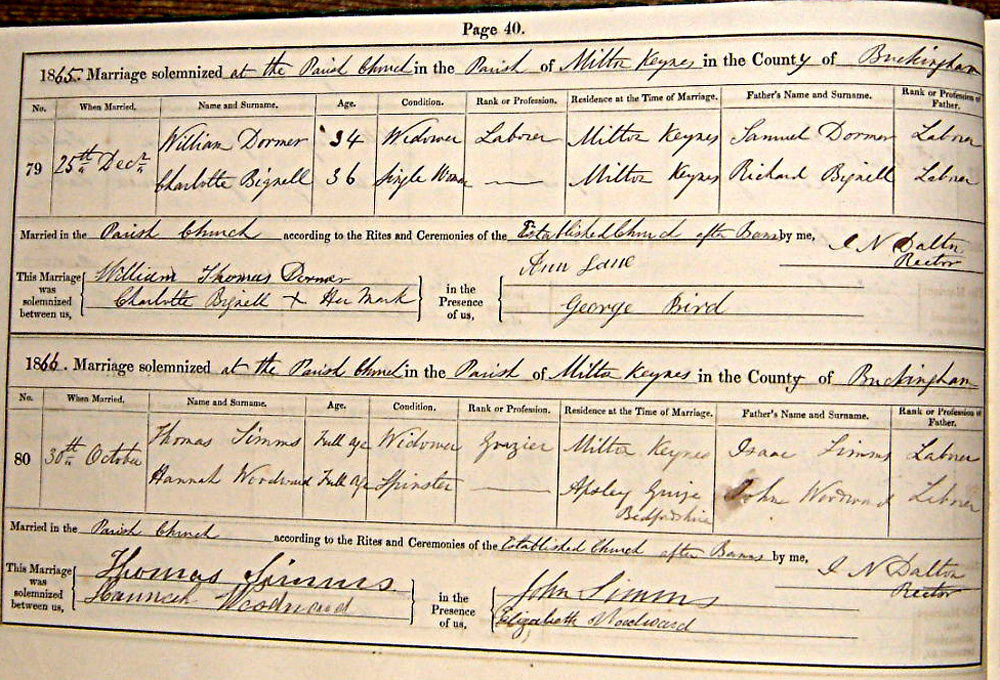 Page 40.
1865. Marriage solemnized at the Parish Church in the Parish of Milton Keynes in the County of Buckingham
No. When Married. Name and Surname. Age. Condition. Rank or Profession. Residence at the Time of Marriage. Father's Name and Surname. Rank or Profession of Father.
William Dormer 34 Widower Laborer Milton Keynes Samuel Dormer Laborer
79 25th Decr
Charlotte Bignell 36 Single Woman — Milton Keynes Richard Bignell Laborer
Married in the Parish Church according to the Rites and Ceremonies of the Established Church after Banns by me, J N Dalton
Rector
This Marriage was solemnized between us, William Thomas Dormer
Charlotte Bignell X Her Mark
in the Presence of us, Ann Lane
George Bird
1866. Marriage solemnized at the Parish Church in the Parish of Milton Keynes in the County of Buckingham
No. When Married. Name and Surname. Age. Condition. Rank or Profession. Residence at the Time of Marriage. Father's Name and Surname. Rank or Profession of Father.
Thomas Simms Full age Widower Grazier Milton Keynes Isaac Simms Laborer
80 30th October
Hannah Woodward Full age Spinster — Apsley Guise Bedfordshire John Woodward Laborer
Married in the Parish Church according to the Rites and Ceremonies of the Established Church after Banns by me, J N Dalton
Rector
This Marriage was solemnized between us, Thomas Simms
Hannah Woodward
in the Presence of us, John Simms
Elizabeth Woodward